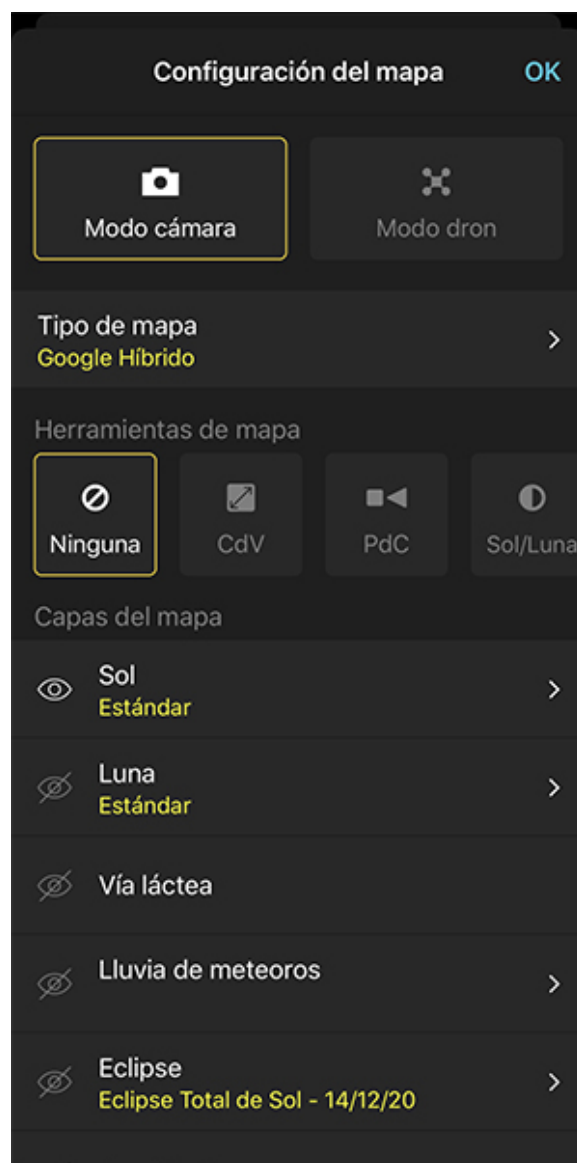 Configuración del mapa
OK
Modo cámara
Modo dron
Tipo de mapa
Google Híbrido
Herramientas de mapa
Ninguna
CdV
PdC
Sol/Luna
Capas del mapa
Sol
Estándar
Luna
Estándar
Vía láctea
Lluvia de meteoros
Eclipse
Eclipse Total de Sol - 14/12/20